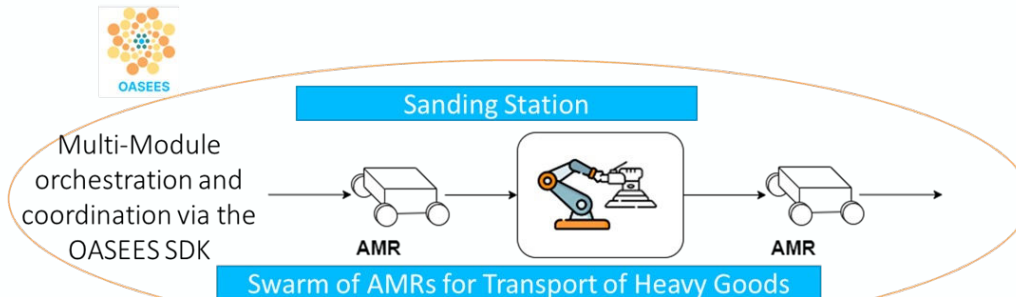 OASEES
Sanding Station
Multi-Module
orchestration and
coordination via the
OASEES SDK
AMR
AMR
Swarm of AMRs for Transport of Heavy Goods